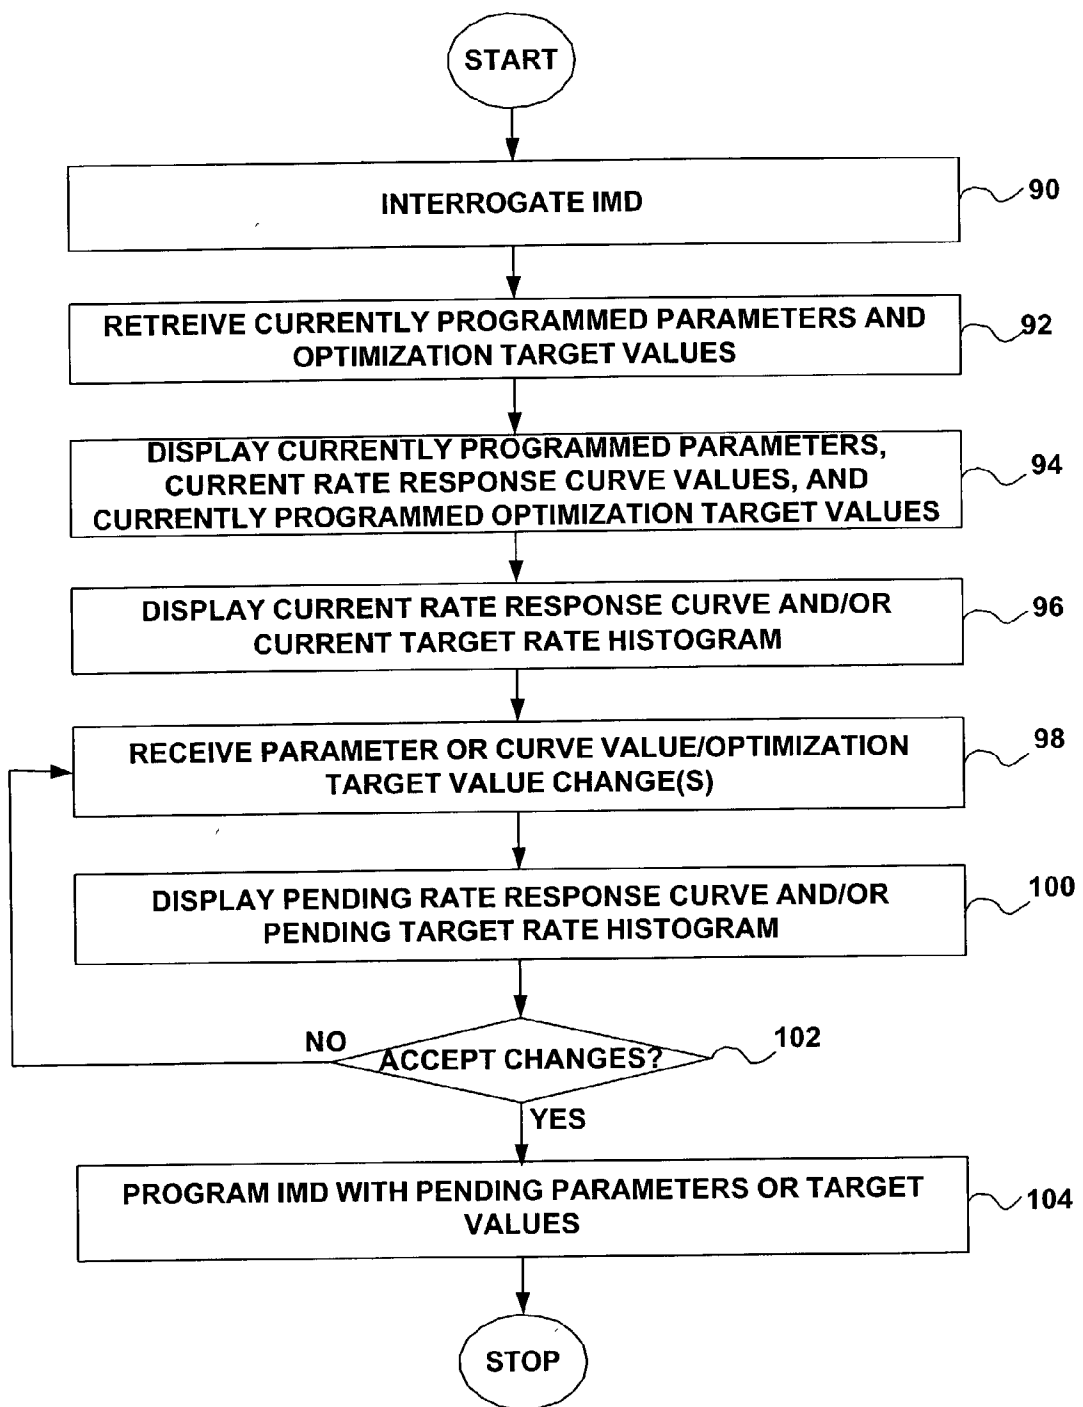 START
INTERROGATE IMD
90
RETREIVE CURRENTLY PROGRAMMED PARAMETERS AND
OPTIMIZATION TARGET VALUES
92
DISPLAY CURRENTLY PROGRAMMED PARAMETERS,
CURRENT RATE RESPONSE CURVE VALUES, AND
CURRENTLY PROGRAMMED OPTIMIZATION TARGET VALUES
94
DISPLAY CURRENT RATE RESPONSE CURVE AND/OR
CURRENT TARGET RATE HISTOGRAM
96
RECEIVE PARAMETER OR CURVE VALUE/OPTIMIZATION
TARGET VALUE CHANGE(S)
98
DISPLAY PENDING RATE RESPONSE CURVE AND/OR
PENDING TARGET RATE HISTOGRAM
100
NO
ACCEPT CHANGES?
102
YES
PROGRAM IMD WITH PENDING PARAMETERS OR TARGET
VALUES
104
STOP